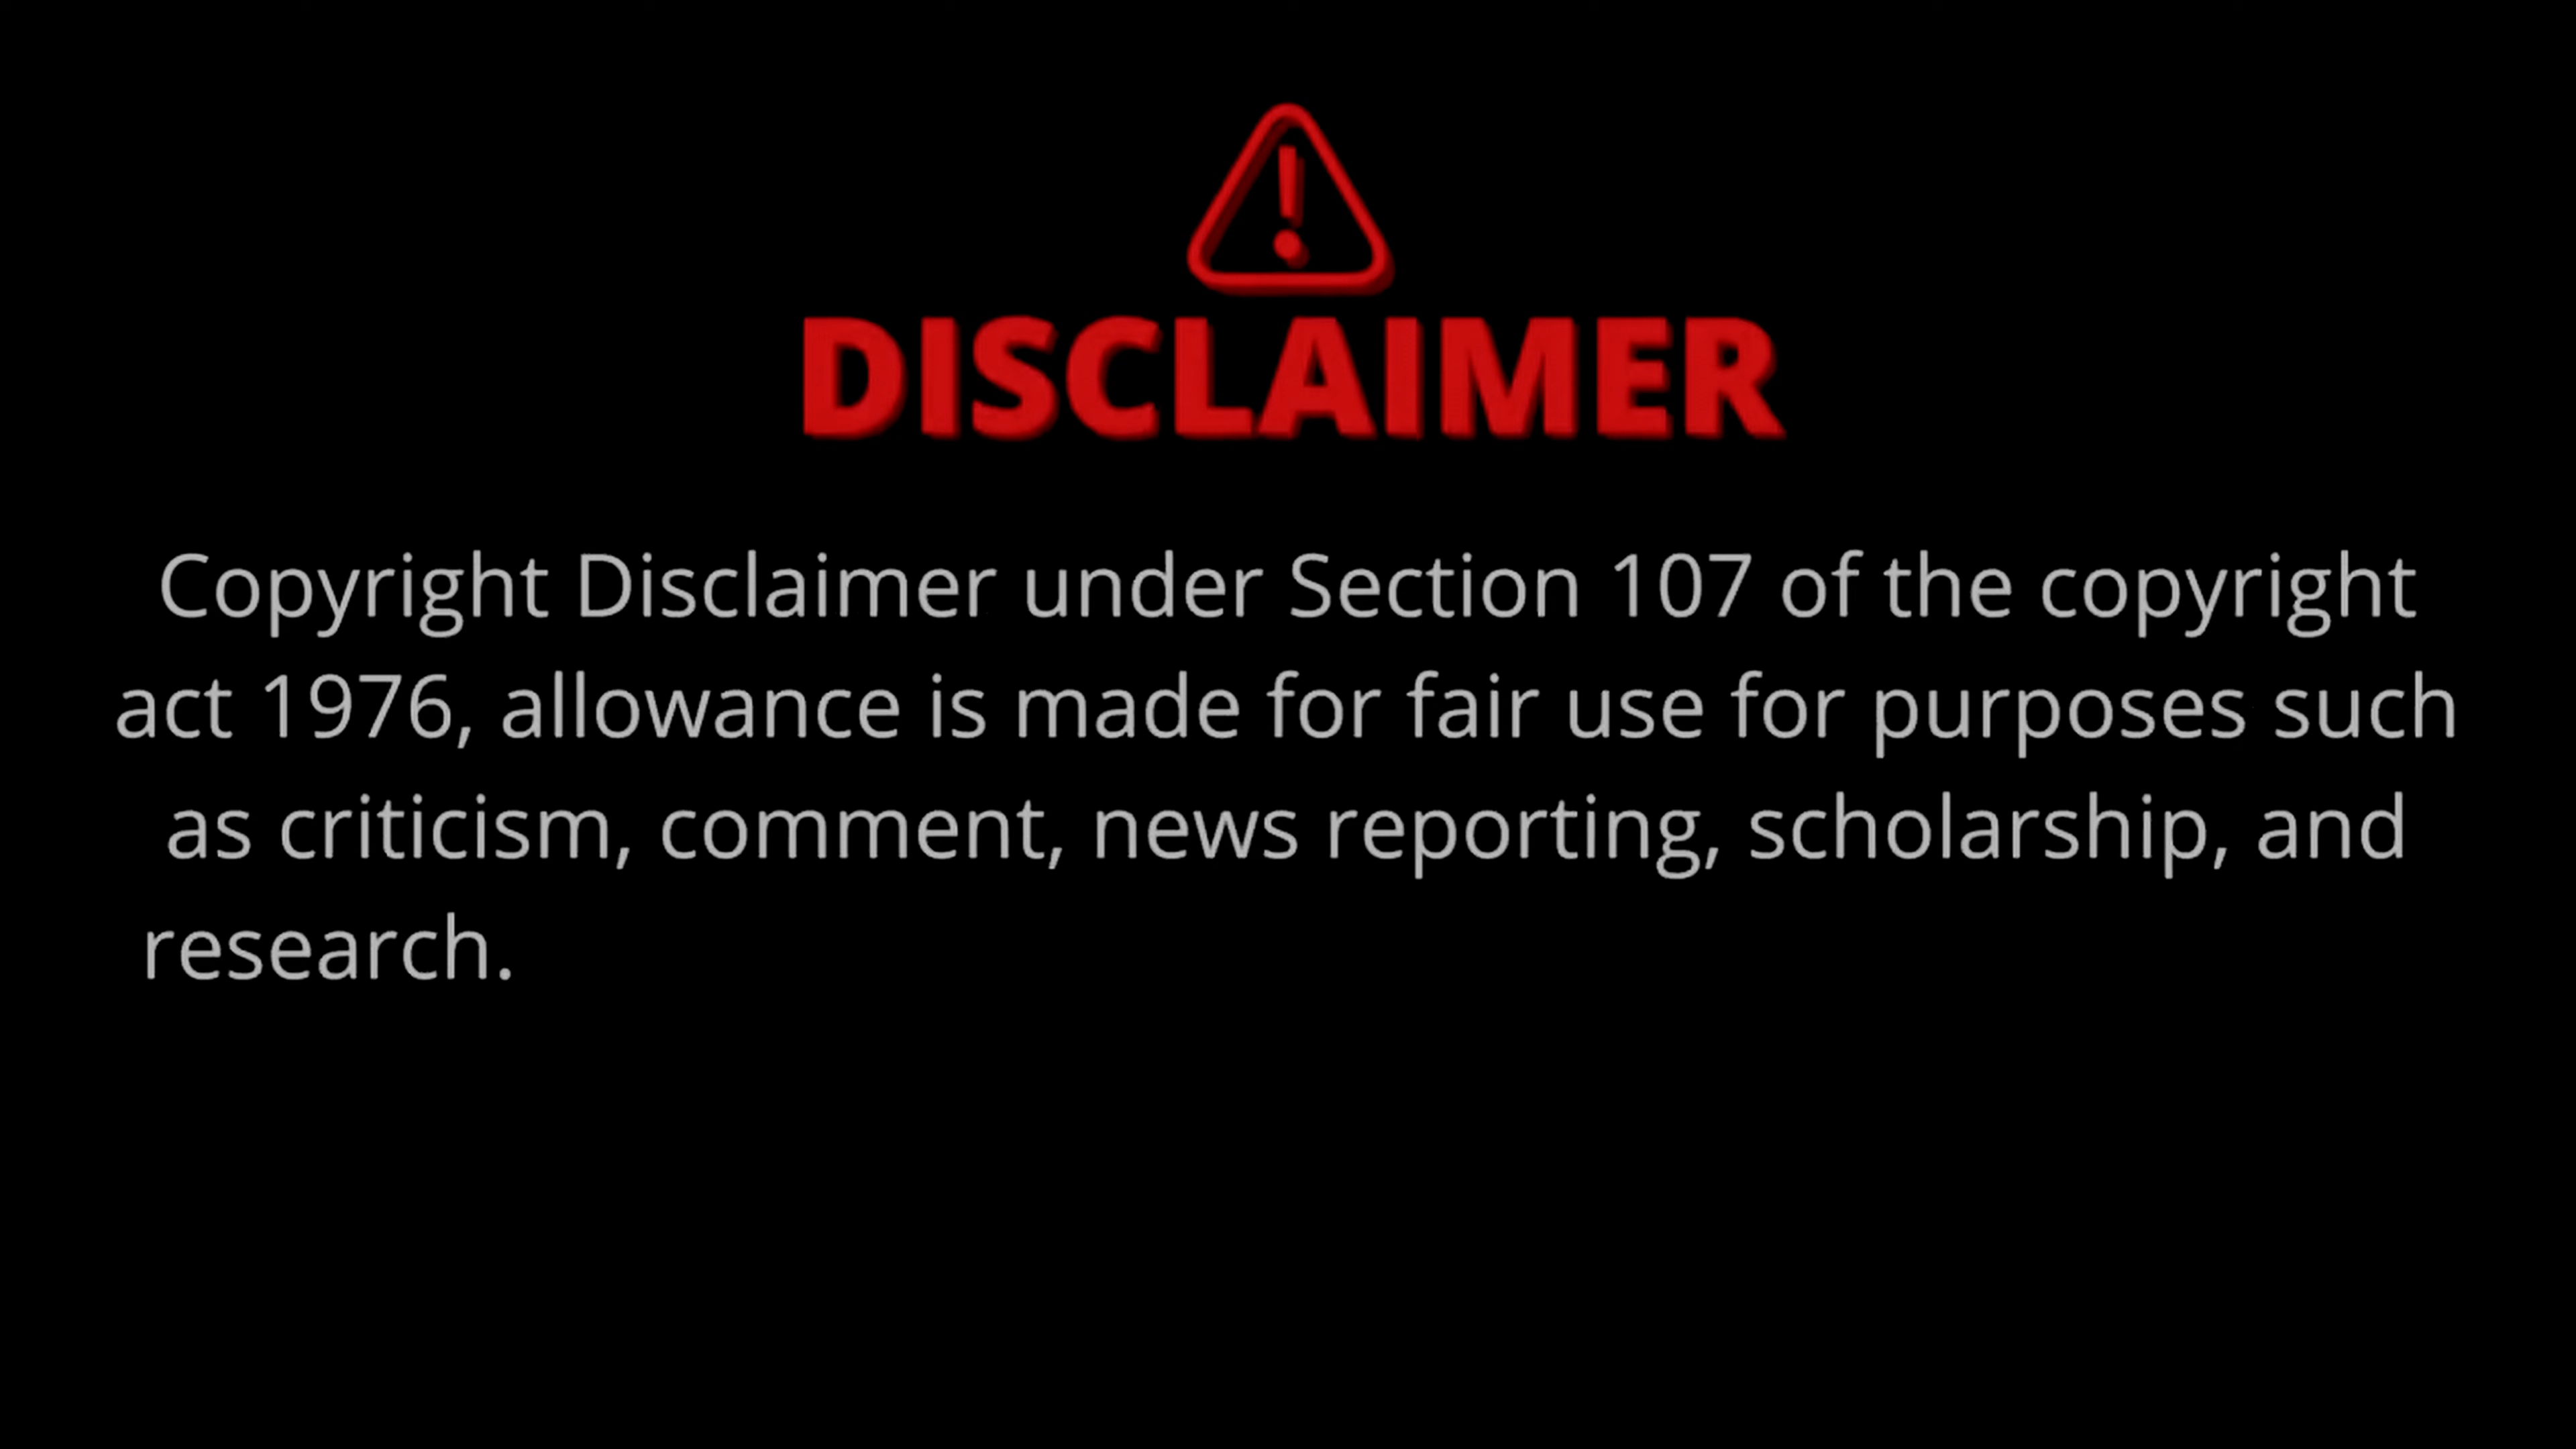 DISCLAIMER
Copyright Disclaimer under Section 107 of the copyright
act 1976, allowance is made for fair use for purposes such
as criticism, comment, news reporting, scholarship, and
research.